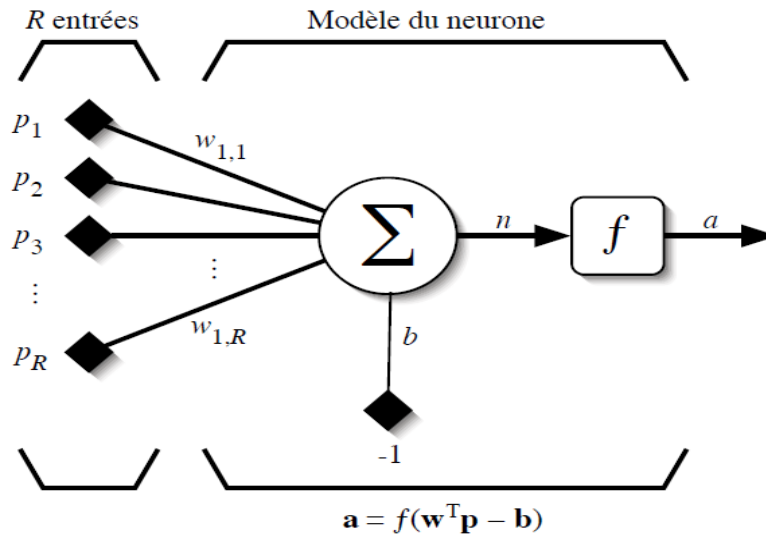 R entrées
Modèle du neurone
p1
w1,1
p2
p3
n
f
a
Σ
⋮
⋮
w1,R
pR
b
-1
a = f(wᵀp – b)